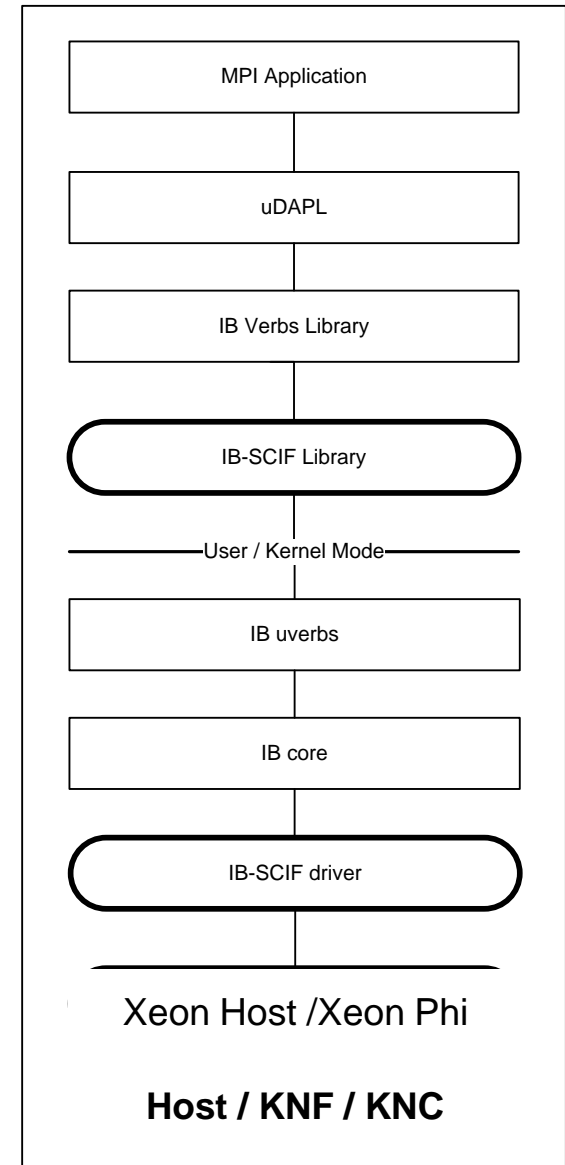 MPI Application
uDAPL
IB Verbs Library
IB-SCIF Library
User / Kernel Mode
IB uverbs
IB core
IB-SCIF driver
Xeon Host /Xeon Phi
Host / KNF / KNC